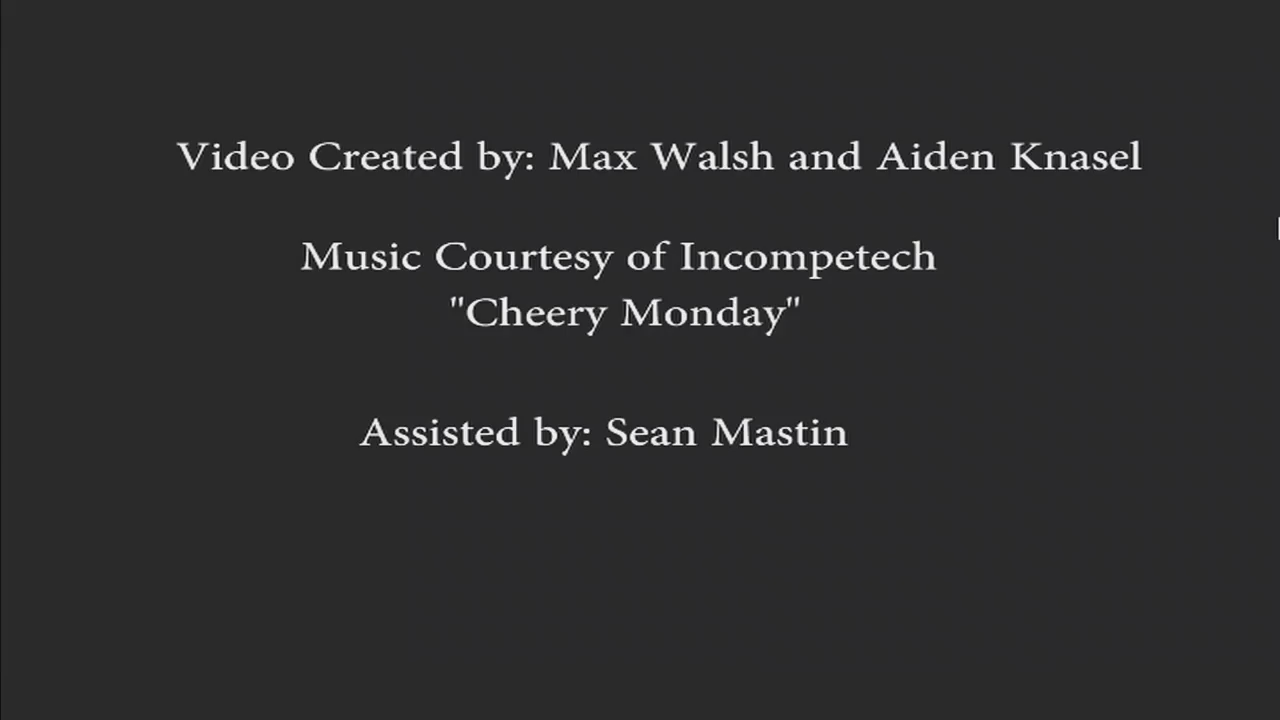 Video Created by: Max Walsh and Aiden Knasel
Music Courtesy of Incompetech
"Cheery Monday"
Assisted by: Sean Mastin